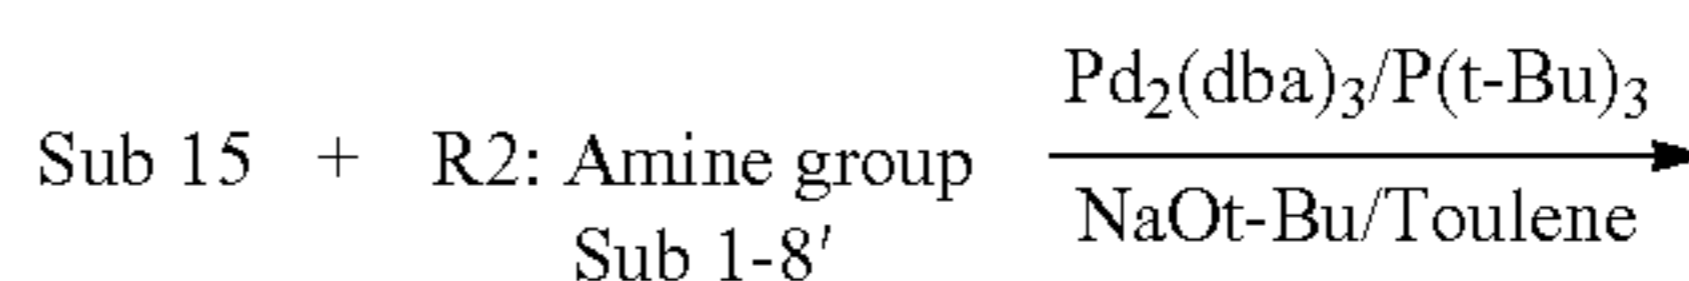 Pd₂(dba)₃/P(t-Bu)₃
Sub 15 + R2: Amine group
NaOt-Bu/Toulene
Sub 1-8′